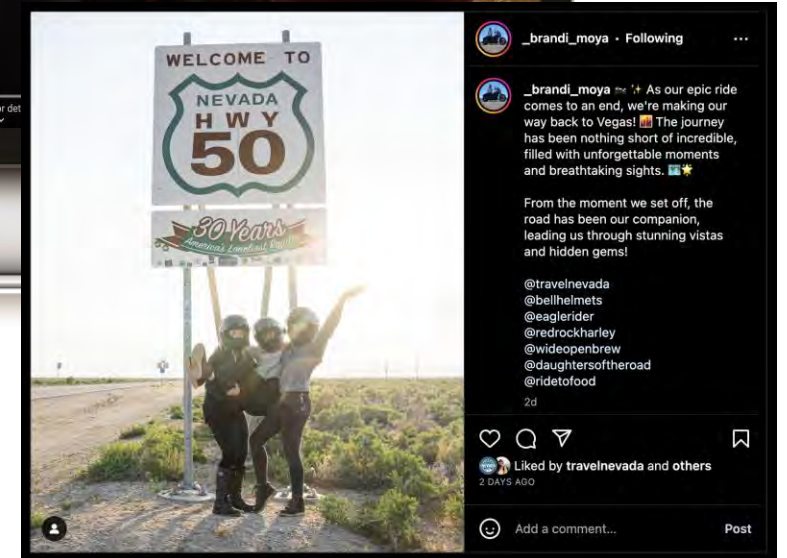 or det
WELCOME TO
NEVADA
HWY
50
30 Years
America's Loneliest Road
_brandi_moya • Following
_brandi_moya 🏍️ ✨ As our epic ride
comes to an end, we're making our
way back to Vegas! 🌇 The journey
has been nothing short of incredible,
filled with unforgettable moments
and breathtaking sights. 🏞️🌟
From the moment we set off, the
road has been our companion,
leading us through stunning vistas
and hidden gems!
@travelnevada
@bellhelmets
@eaglerider
@redrockharley
@wideopenbrew
@daughtersoftheroad
@ridetofood
2d
Liked by travelnevada and others
2 DAYS AGO
Add a comment...
Post